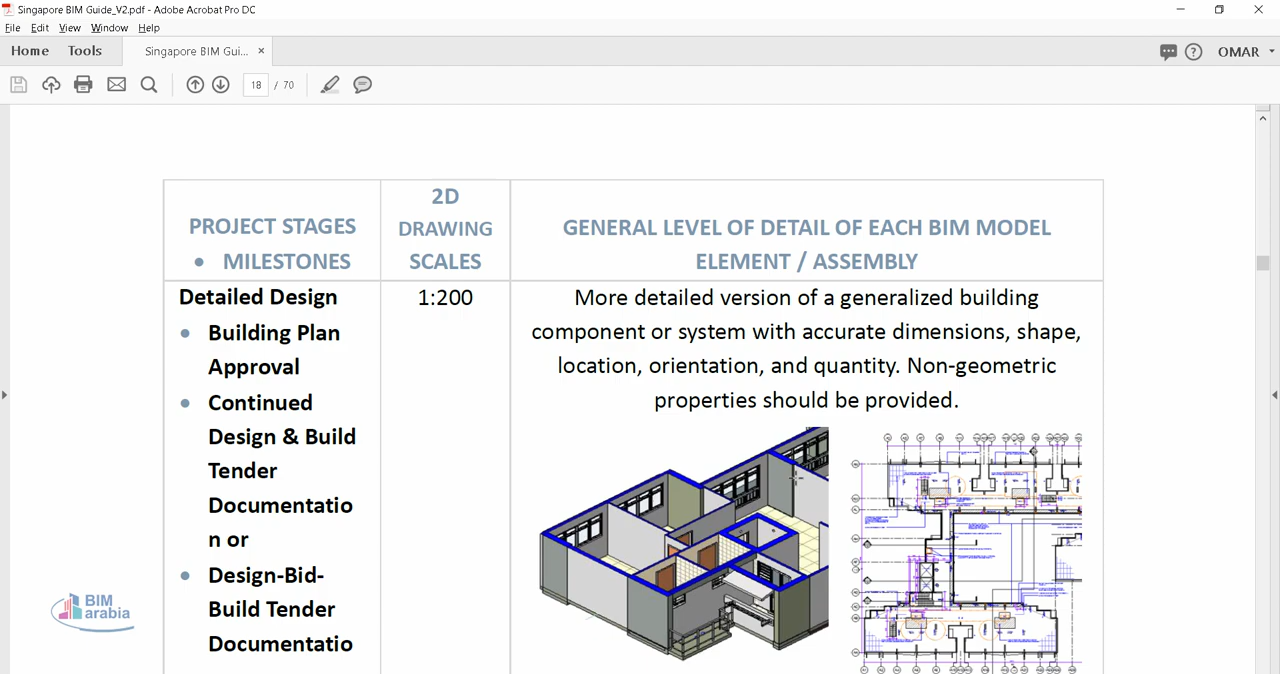 Singapore BIM Guide_V2.pdf - Adobe Acrobat Pro DC
File Edit View Window Help
Home Tools Singapore BIM Gui... × OMAR
18 / 70
PROJECT STAGES
• MILESTONES
2D
DRAWING
SCALES
GENERAL LEVEL OF DETAIL OF EACH BIM MODEL
ELEMENT / ASSEMBLY
Detailed Design
• Building Plan
Approval
• Continued
Design & Build
Tender
Documentatio
n or
• Design-Bid-
Build Tender
Documentatio
1:200
More detailed version of a generalized building
component or system with accurate dimensions, shape,
location, orientation, and quantity. Non-geometric
properties should be provided.
BIM
arabia